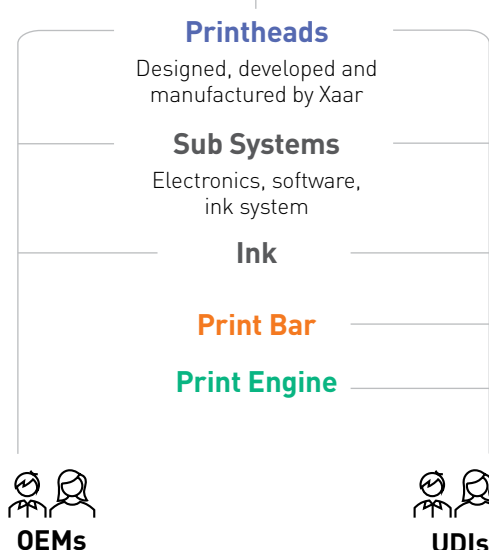 Printheads
Designed, developed and
manufactured by Xaar
Sub Systems
Electronics, software,
ink system
Ink
Print Bar
Print Engine
OEMs
UDIs